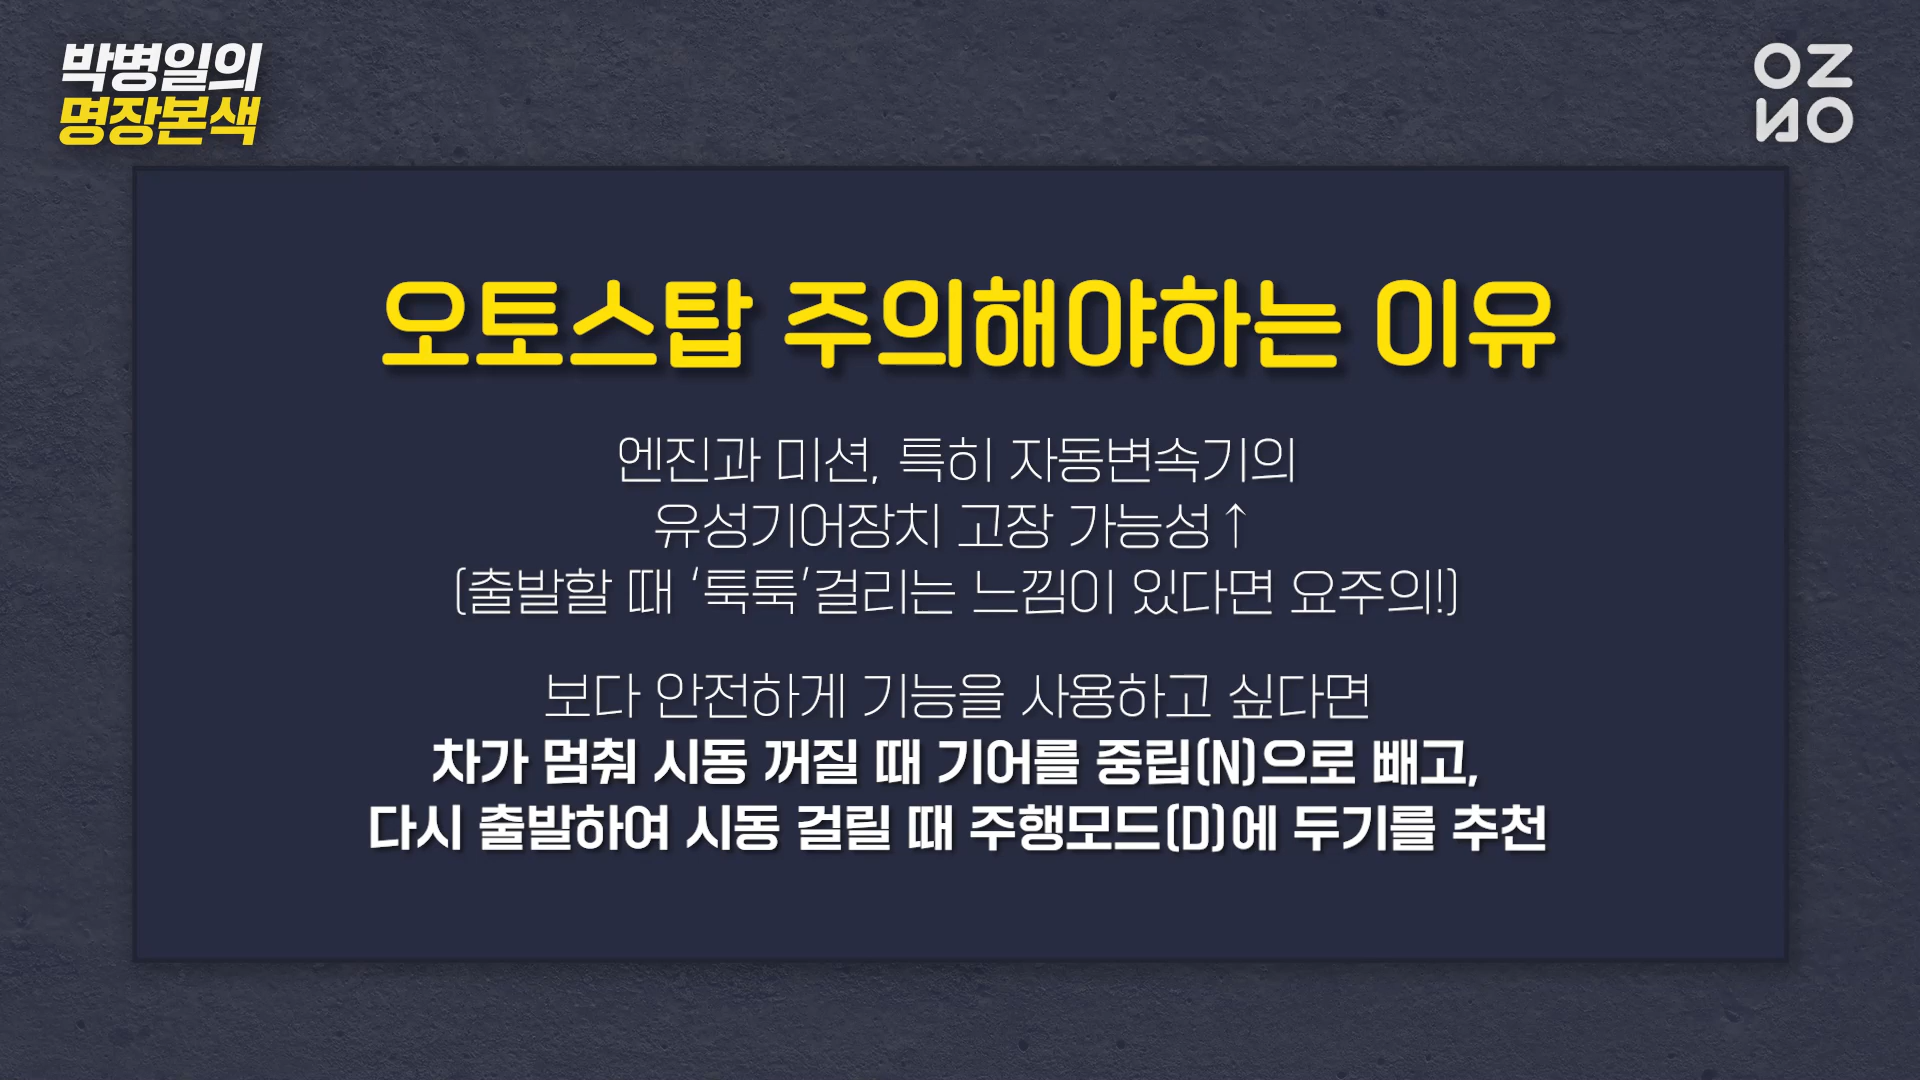 박병일의
명장본색
OZ
NO
오토스탑 주의해야하는 이유
엔진과 미션, 특히 자동변속기의
유성기어장치 고장 가능성↑
(출발할 때 '툭툭'걸리는 느낌이 있다면 요주의!)
보다 안전하게 기능을 사용하고 싶다면
차가 멈춰 시동 꺼질 때 기어를 중립(N)으로 빼고,
다시 출발하여 시동 걸릴 때 주행모드(D)에 두기를 추천